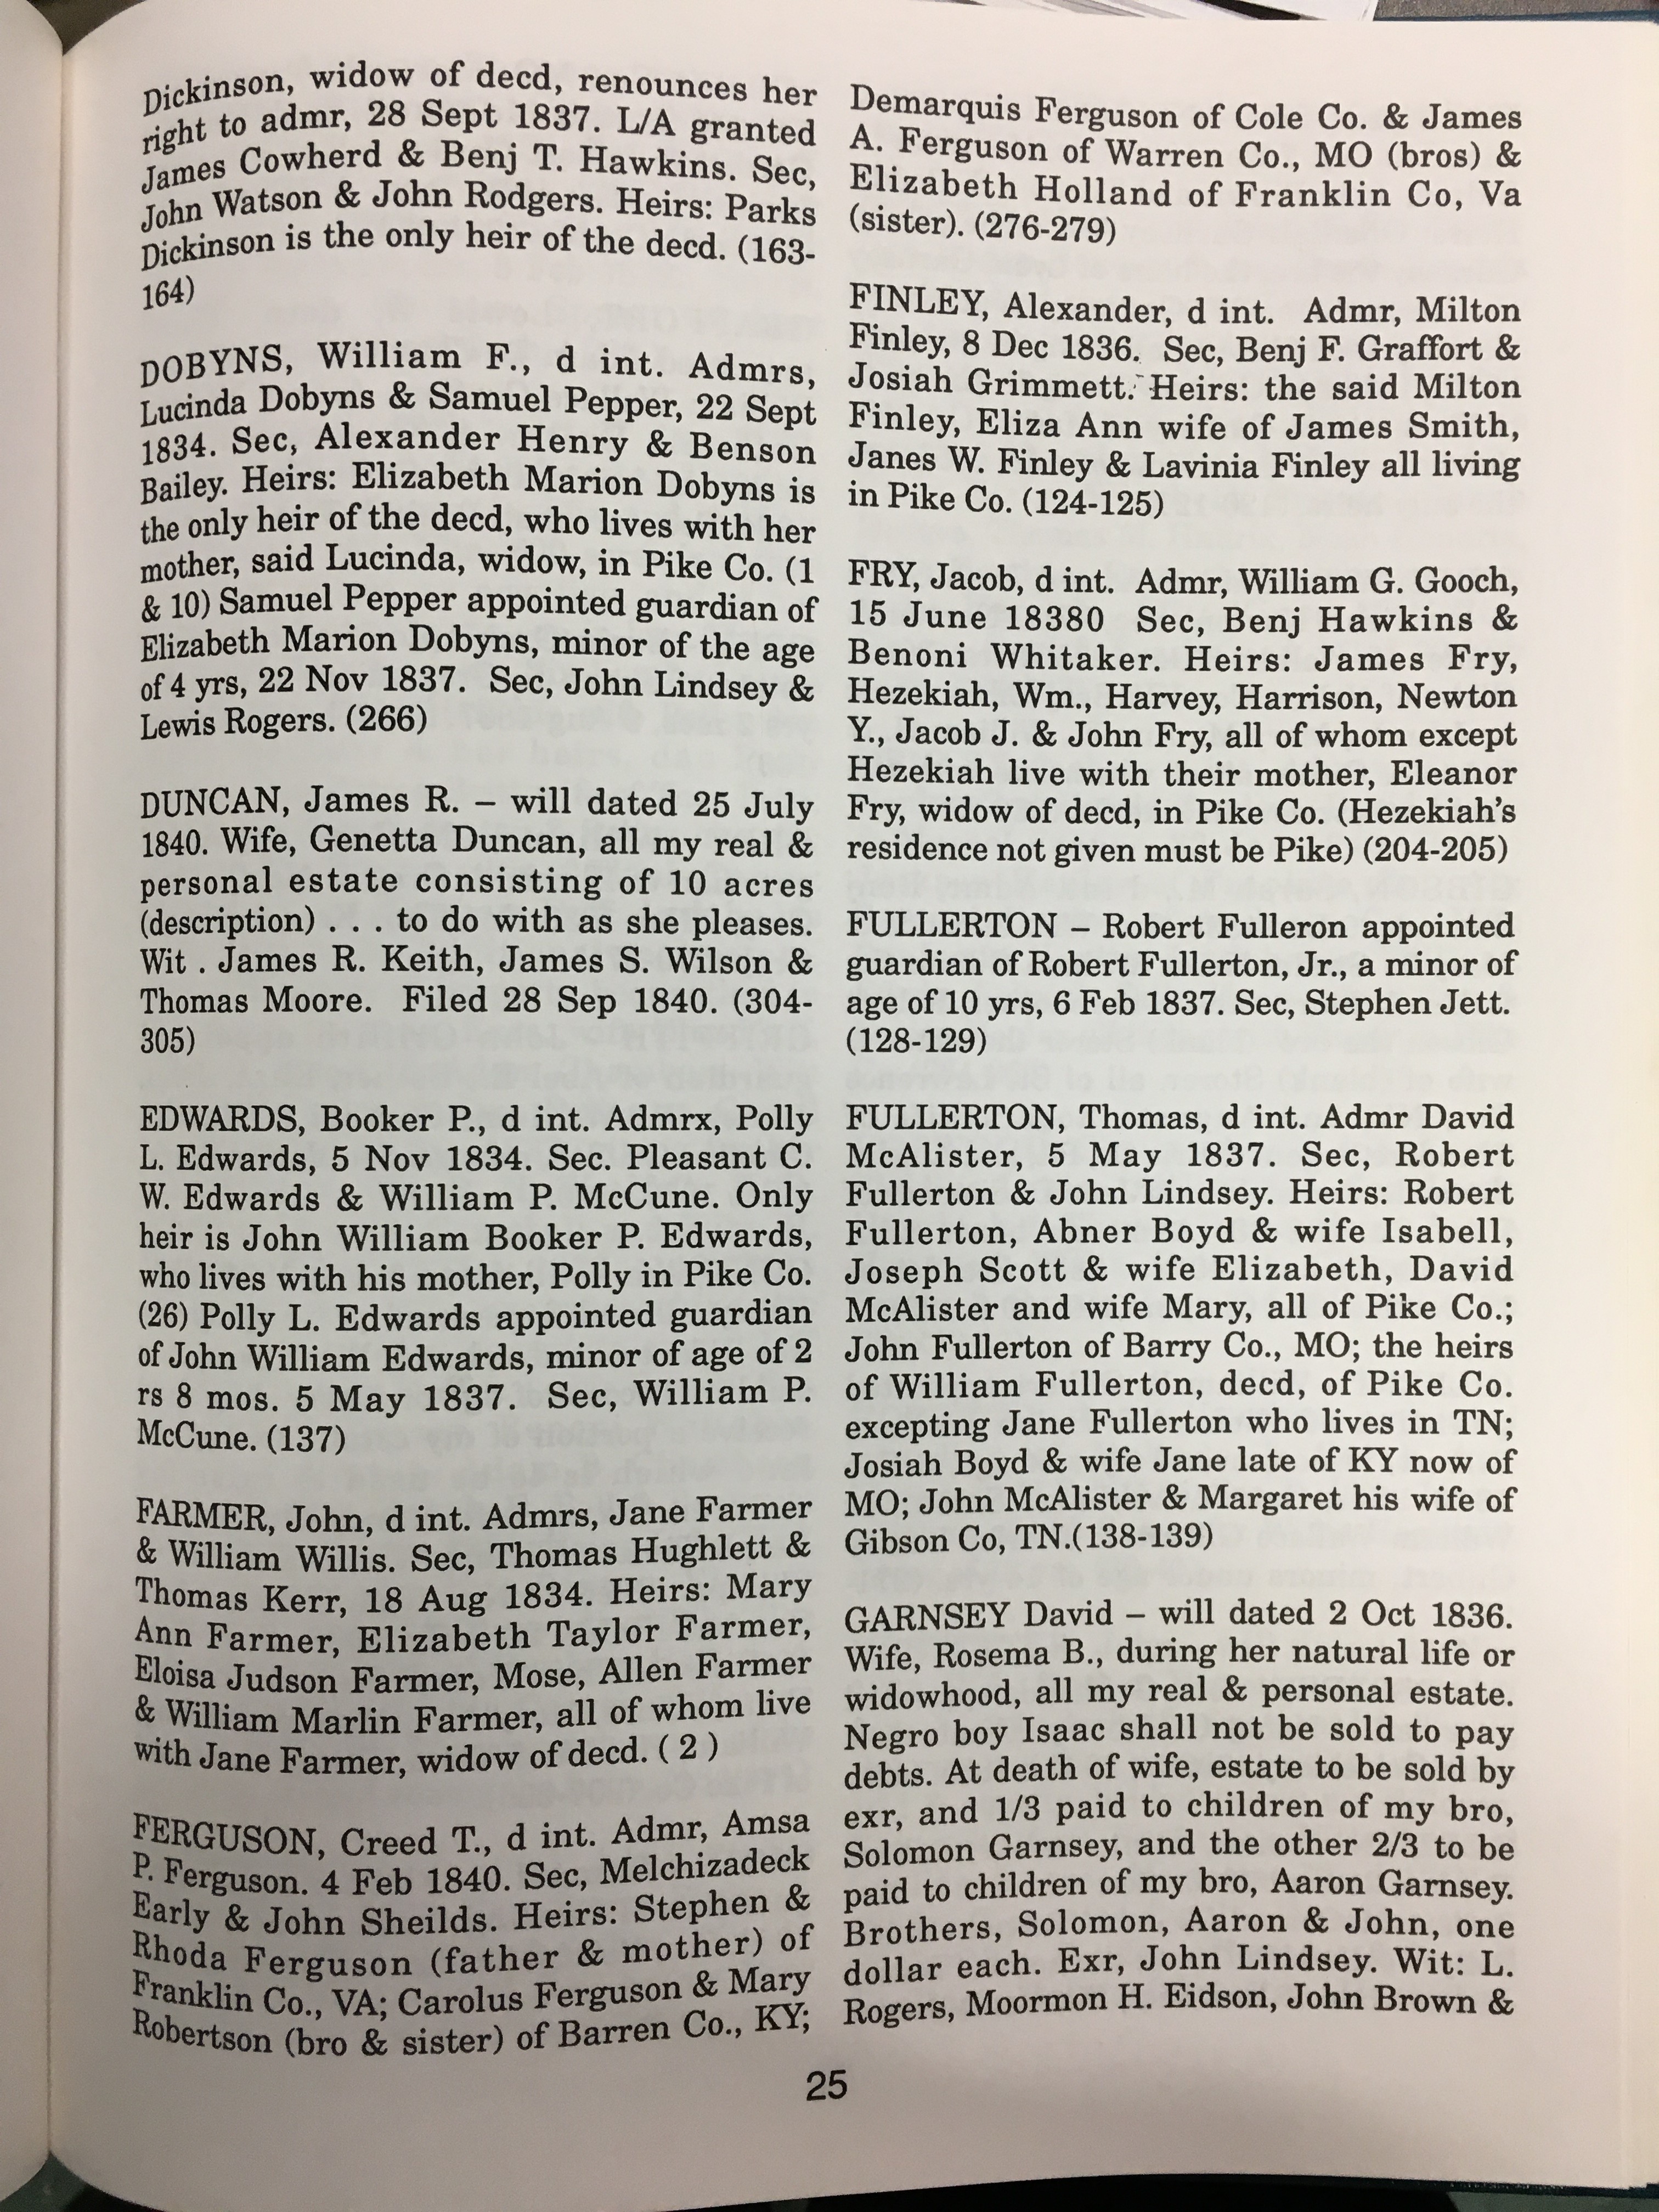 Dickinson, widow of decd, renounces her
right to admr, 28 Sept 1837. L/A granted
James Cowherd & Benj T. Hawkins. Sec,
John Watson & John Rodgers. Heirs: Parks
Dickinson is the only heir of the decd. (163-
164)
DOBYNS, William F., d int. Admrs,
Lucinda Dobyns & Samuel Pepper, 22 Sept
1834. Sec, Alexander Henry & Benson
Bailey. Heirs: Elizabeth Marion Dobyns is
the only heir of the decd, who lives with her
mother, said Lucinda, widow, in Pike Co. (1
& 10) Samuel Pepper appointed guardian of
Elizabeth Marion Dobyns, minor of the age
of 4 yrs, 22 Nov 1837. Sec, John Lindsey &
Lewis Rogers. (266)
DUNCAN, James R. – will dated 25 July
1840. Wife, Genetta Duncan, all my real &
personal estate consisting of 10 acres
(description) . . . to do with as she pleases.
Wit . James R. Keith, James S. Wilson &
Thomas Moore. Filed 28 Sep 1840. (304-
305)
EDWARDS, Booker P., d int. Admrx, Polly
L. Edwards, 5 Nov 1834. Sec. Pleasant C.
W. Edwards & William P. McCune. Only
heir is John William Booker P. Edwards,
who lives with his mother, Polly in Pike Co.
(26) Polly L. Edwards appointed guardian
of John William Edwards, minor of age of 2
rs 8 mos. 5 May 1837. Sec, William P.
McCune. (137)
FARMER, John, d int. Admrs, Jane Farmer
& William Willis. Sec, Thomas Hughlett &
Thomas Kerr, 18 Aug 1834. Heirs: Mary
Ann Farmer, Elizabeth Taylor Farmer,
Eloisa Judson Farmer, Mose, Allen Farmer
& William Marlin Farmer, all of whom live
with Jane Farmer, widow of decd. ( 2 )
FERGUSON, Creed T., d int. Admr, Amsa
P. Ferguson. 4 Feb 1840. Sec, Melchizadeck
Early & John Sheilds. Heirs: Stephen &
Rhoda Ferguson (father & mother) of
Franklin Co., VA; Carolus Ferguson & Mary
Robertson (bro & sister) of Barren Co., KY;
Demarquis Ferguson of Cole Co. & James
A. Ferguson of Warren Co., MO (bros) &
Elizabeth Holland of Franklin Co, Va
(sister). (276-279)
FINLEY, Alexander, d int. Admr, Milton
Finley, 8 Dec 1836. Sec, Benj F. Graffort &
Josiah Grimmett. Heirs: the said Milton
Finley, Eliza Ann wife of James Smith,
Janes W. Finley & Lavinia Finley all living
in Pike Co. (124-125)
FRY, Jacob, d int. Admr, William G. Gooch,
15 June 18380 Sec, Benj Hawkins &
Benoni Whitaker. Heirs: James Fry,
Hezekiah, Wm., Harvey, Harrison, Newton
Y., Jacob J. & John Fry, all of whom except
Hezekiah live with their mother, Eleanor
Fry, widow of decd, in Pike Co. (Hezekiah's
residence not given must be Pike) (204-205)
FULLERTON – Robert Fulleron appointed
guardian of Robert Fullerton, Jr., a minor of
age of 10 yrs, 6 Feb 1837. Sec, Stephen Jett.
(128-129)
FULLERTON, Thomas, d int. Admr David
McAlister, 5 May 1837. Sec, Robert
Fullerton & John Lindsey. Heirs: Robert
Fullerton, Abner Boyd & wife Isabell,
Joseph Scott & wife Elizabeth, David
McAlister and wife Mary, all of Pike Co.;
John Fullerton of Barry Co., MO; the heirs
of William Fullerton, decd, of Pike Co.
excepting Jane Fullerton who lives in TN;
Josiah Boyd & wife Jane late of KY now of
MO; John McAlister & Margaret his wife of
Gibson Co, TN.(138-139)
GARNSEY David – will dated 2 Oct 1836.
Wife, Rosema B., during her natural life or
widowhood, all my real & personal estate.
Negro boy Isaac shall not be sold to pay
debts. At death of wife, estate to be sold by
exr, and 1/3 paid to children of my bro,
Solomon Garnsey, and the other 2/3 to be
paid to children of my bro, Aaron Garnsey.
Brothers, Solomon, Aaron & John, one
dollar each. Exr, John Lindsey. Wit: L.
Rogers, Moormon H. Eidson, John Brown &
25